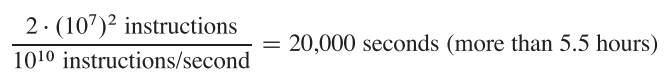 2 · (10⁷)² instructions
10¹⁰ instructions/second
= 20,000 seconds (more than 5.5 hours)